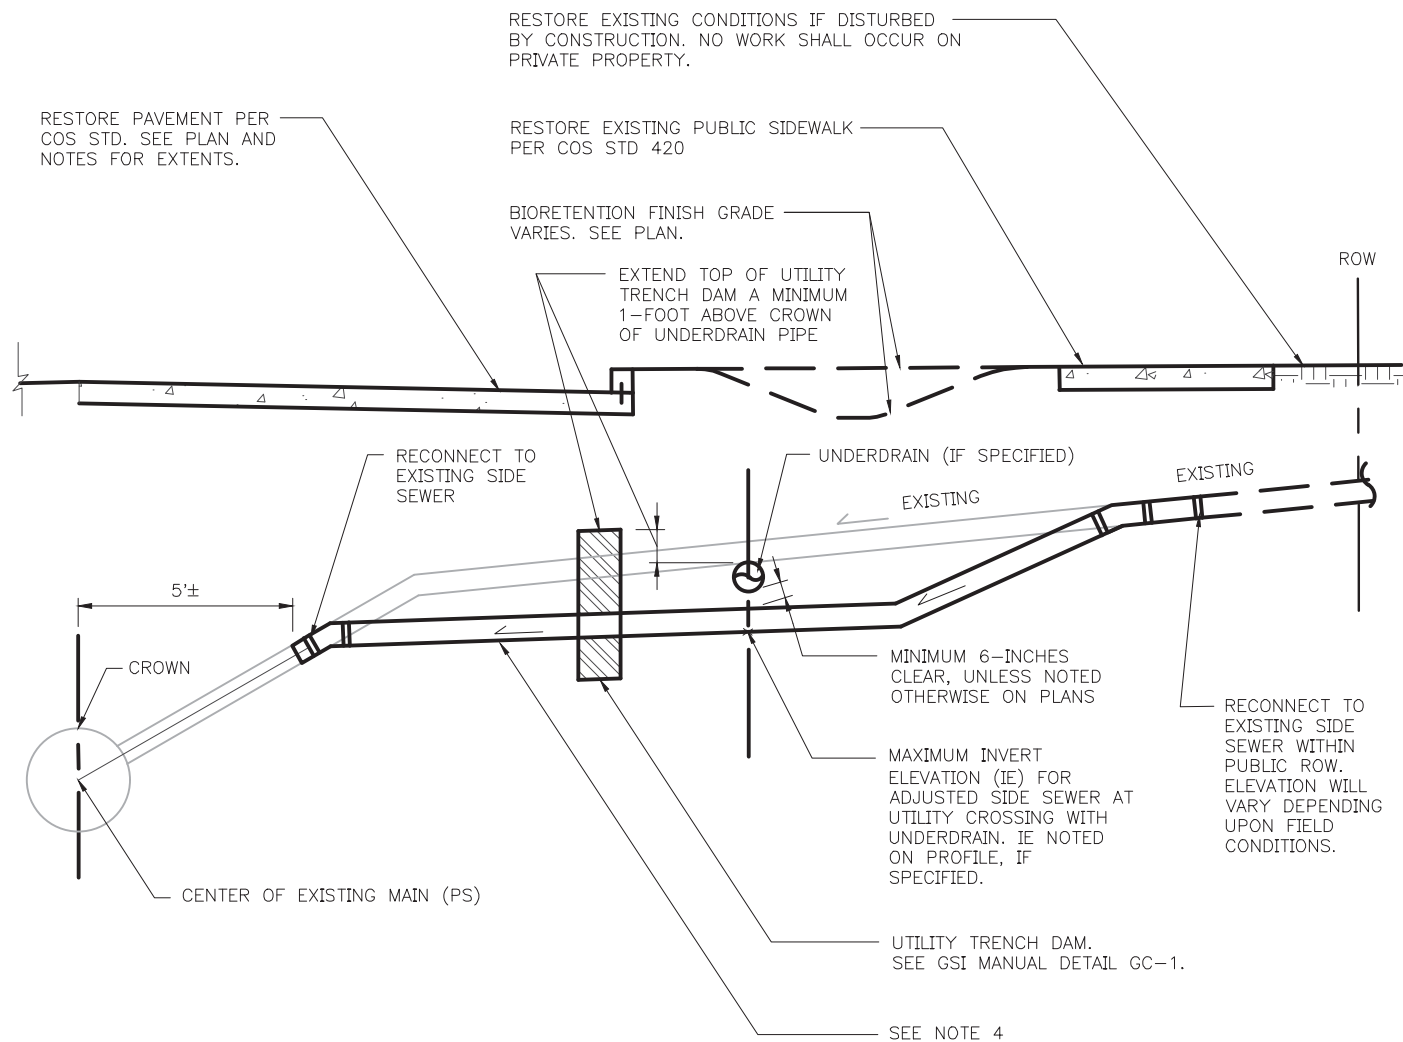 RESTORE EXISTING CONDITIONS IF DISTURBED
BY CONSTRUCTION. NO WORK SHALL OCCUR ON
PRIVATE PROPERTY.
RESTORE PAVEMENT PER
COS STD. SEE PLAN AND
NOTES FOR EXTENTS.
RESTORE EXISTING PUBLIC SIDEWALK
PER COS STD 420
BIORETENTION FINISH GRADE
VARIES. SEE PLAN.
ROW
EXTEND TOP OF UTILITY
TRENCH DAM A MINIMUM
1-FOOT ABOVE CROWN
OF UNDERDRAIN PIPE
RECONNECT TO
EXISTING SIDE
SEWER
UNDERDRAIN (IF SPECIFIED)
EXISTING
EXISTING
5'±
CROWN
MINIMUM 6-INCHES
CLEAR, UNLESS NOTED
OTHERWISE ON PLANS
RECONNECT TO
EXISTING SIDE
SEWER WITHIN
PUBLIC ROW.
ELEVATION WILL
VARY DEPENDING
UPON FIELD
CONDITIONS.
MAXIMUM INVERT
ELEVATION (IE) FOR
ADJUSTED SIDE SEWER AT
UTILITY CROSSING WITH
UNDERDRAIN. IE NOTED
ON PROFILE, IF
SPECIFIED.
CENTER OF EXISTING MAIN (PS)
UTILITY TRENCH DAM.
SEE GSI MANUAL DETAIL GC-1.
SEE NOTE 4